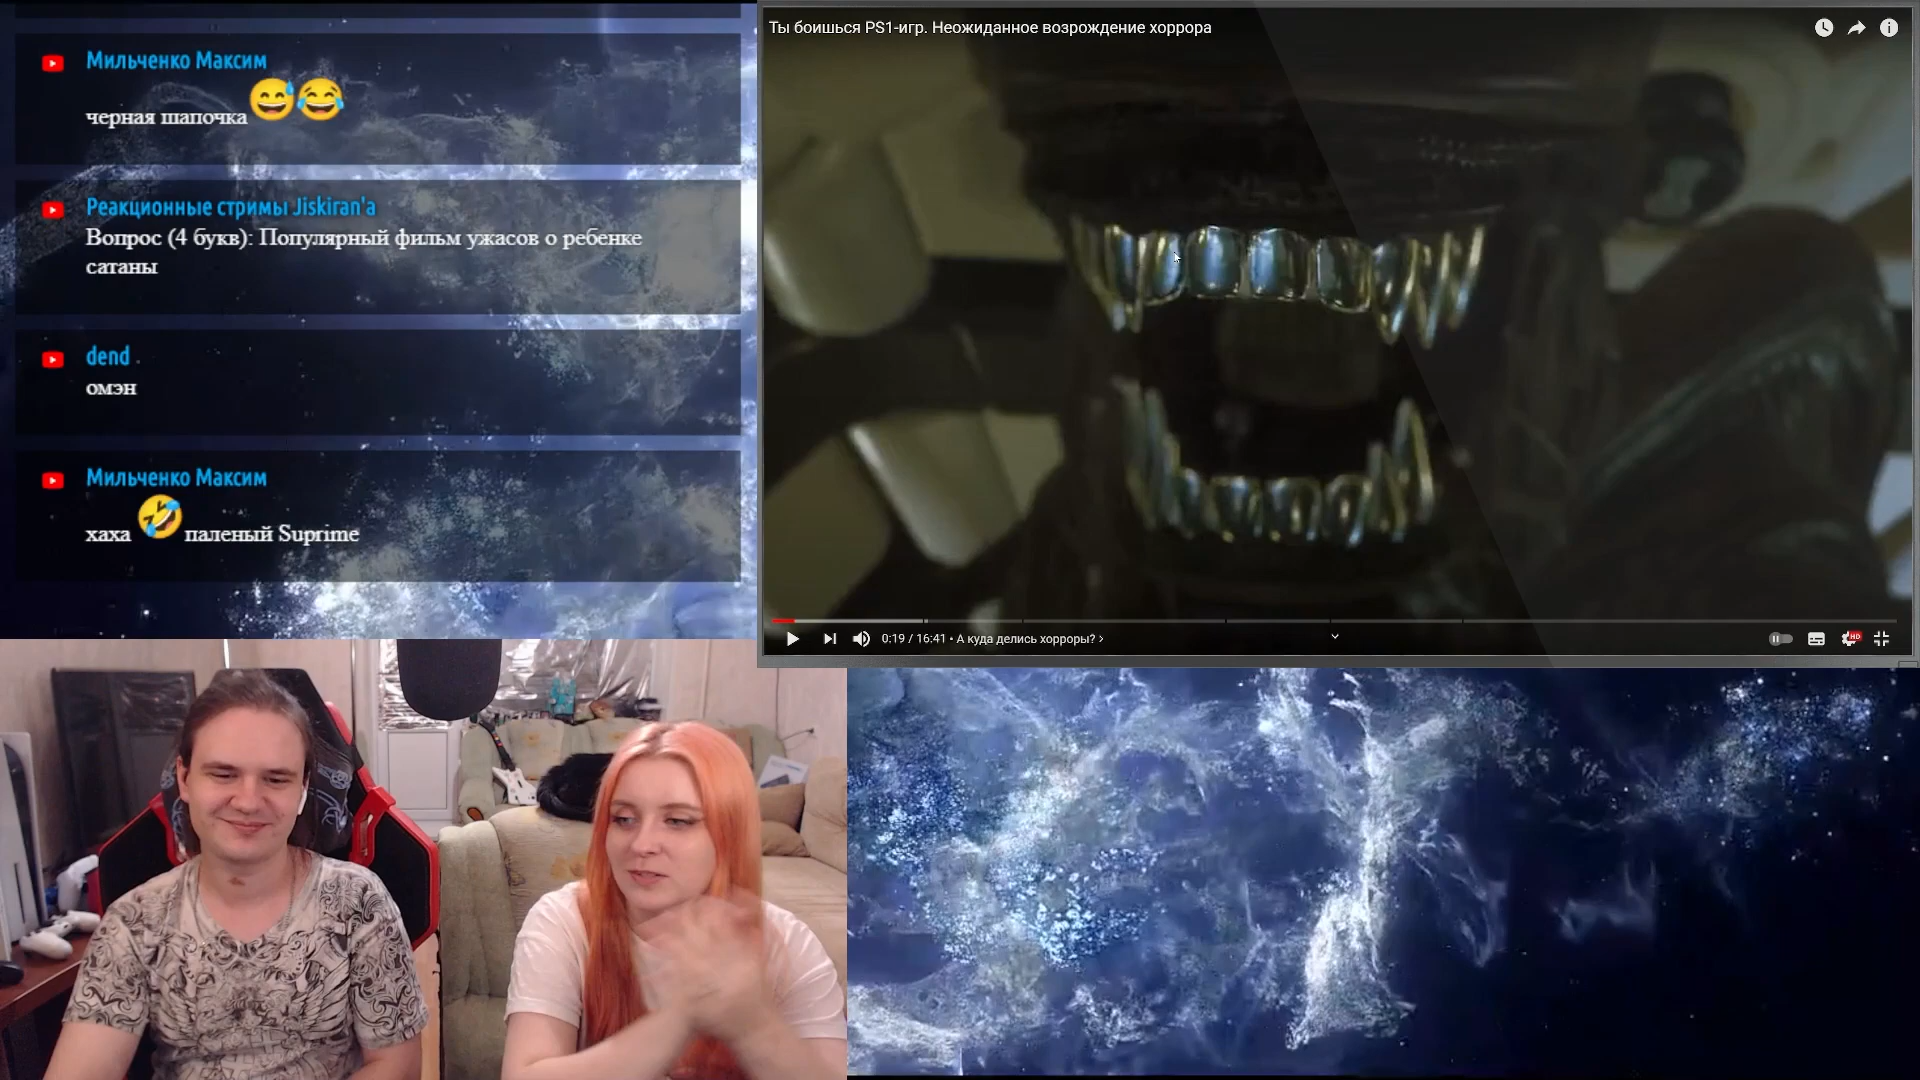 Мильченко Максим
черная шапочка
Реакционные стримы Jiskiran'a
Вопрос (4 букв): Популярный фильм ужасов о ребенке
сатаны
dend .
омэн
Мильченко Максим
хаха паленый Suprime
Ты боишься PS1-игр. Неожиданное возрождение хоррора
0:19 / 16:41 • А куда делись хорроры? >
HD